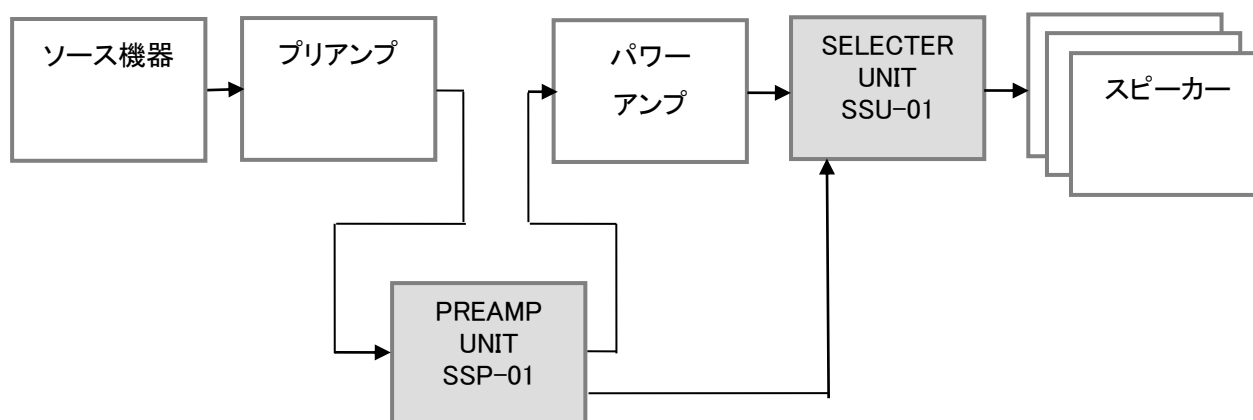 ソース機器
プリアンプ
パワー
アンプ
SELECTER
UNIT
SSU-01
スピーカー
PREAMP
UNIT
SSP-01